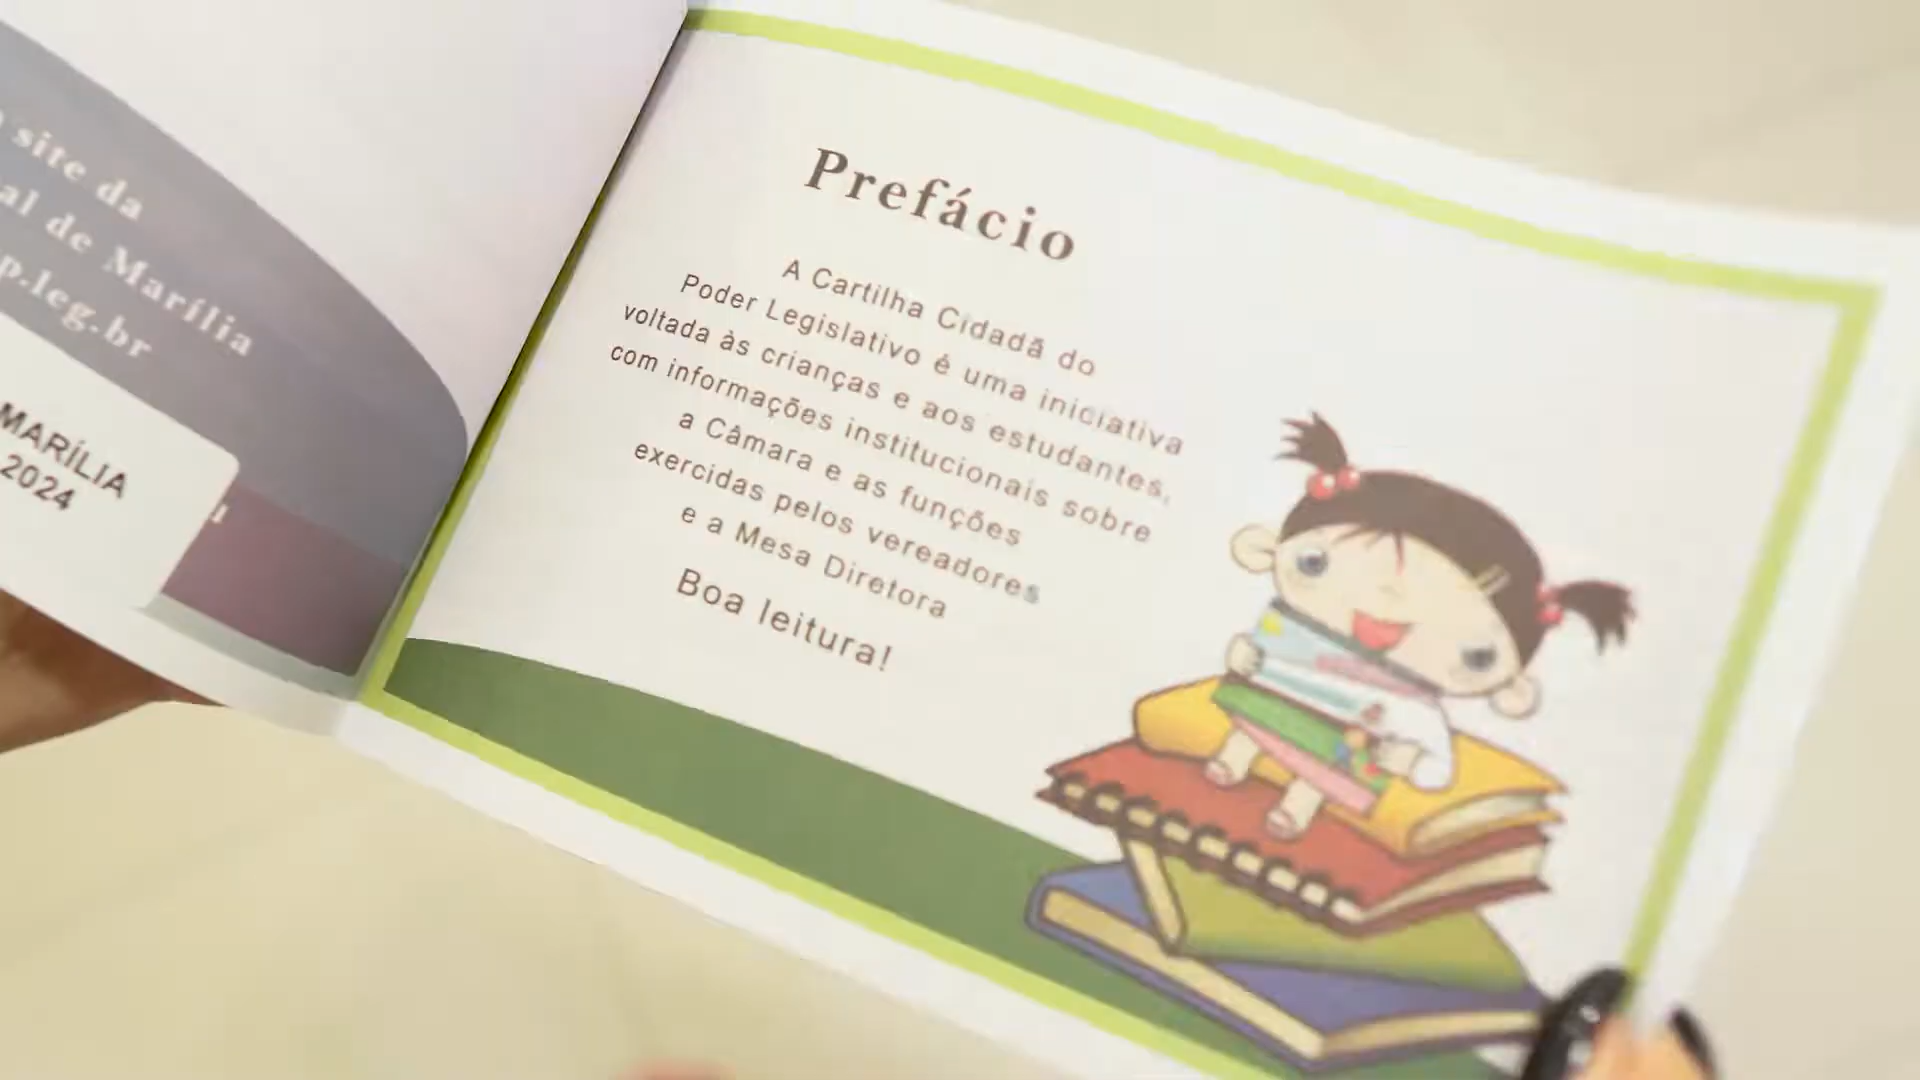 site da
al de Marília
p.leg.br
MARÍLIA
2024
Prefácio
A Cartilha Cidadã do
Poder Legislativo é uma iniciativa
voltada às crianças e aos estudantes,
com informações institucionais sobre
a Câmara e as funções
exercidas pelos vereadores
e a Mesa Diretora
Boa leitura!